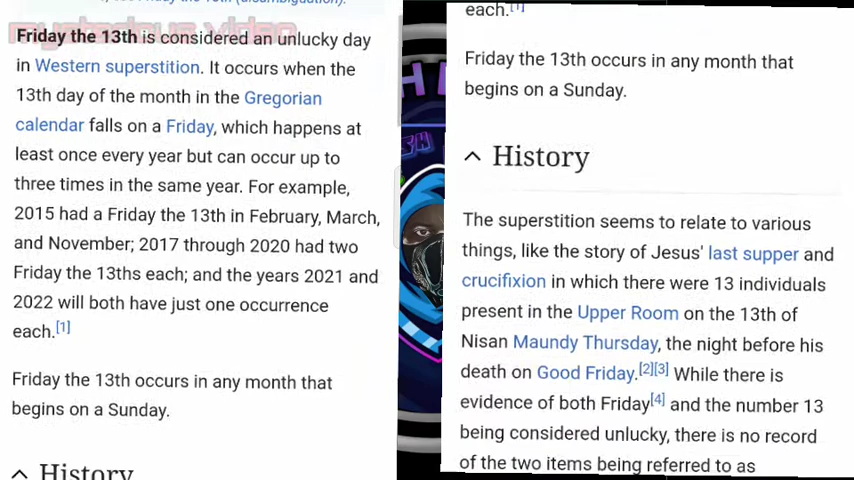 mysterious video
Friday the 13th is considered an unlucky day
in Western superstition. It occurs when the
13th day of the month in the Gregorian
calendar falls on a Friday, which happens at
least once every year but can occur up to
three times in the same year. For example,
2015 had a Friday the 13th in February, March,
and November; 2017 through 2020 had two
Friday the 13ths each; and the years 2021 and
2022 will both have just one occurrence
each.[1]
Friday the 13th occurs in any month that
begins on a Sunday.
History
each.[1]
Friday the 13th occurs in any month that
begins on a Sunday.
History
The superstition seems to relate to various
things, like the story of Jesus' last supper and
crucifixion in which there were 13 individuals
present in the Upper Room on the 13th of
Nisan Maundy Thursday, the night before his
death on Good Friday.[2][3] While there is
evidence of both Friday[4] and the number 13
being considered unlucky, there is no record
of the two items being referred to as